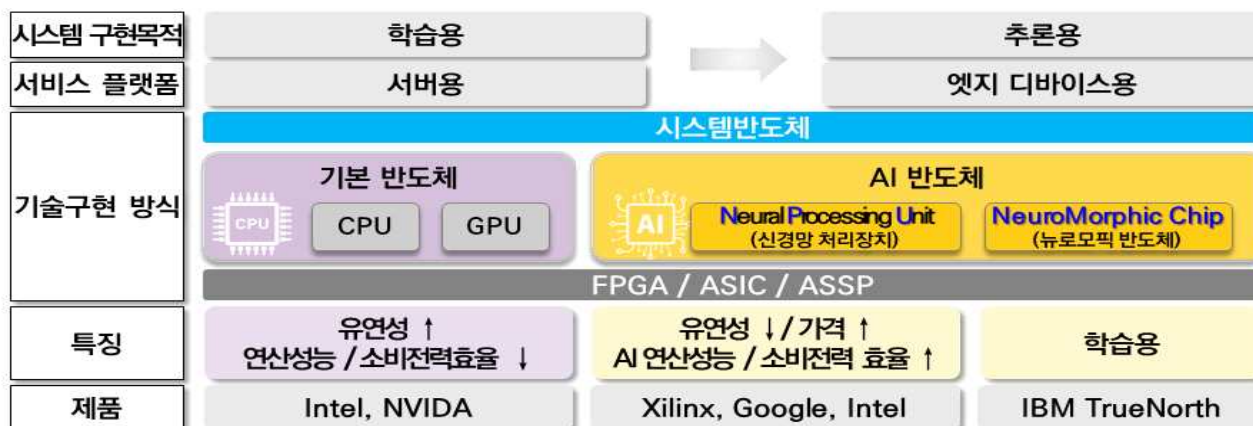 시스템 구현목적
학습용
추론용
서비스 플랫폼
서버용
엣지 디바이스용
기술구현 방식
시스템반도체
기본 반도체
CPU
CPU
GPU
AI 반도체
AI
Neural Processing Unit
(신경망 처리장치)
NeuroMorphic Chip
(뉴로모픽 반도체)
FPGA / ASIC / ASSP
특징
유연성 ↑
연산성능 / 소비전력효율 ↓
유연성 ↓ / 가격 ↑
AI 연산성능 / 소비전력 효율 ↑
학습용
제품
Intel, NVIDA
Xilinx, Google, Intel
IBM TrueNorth